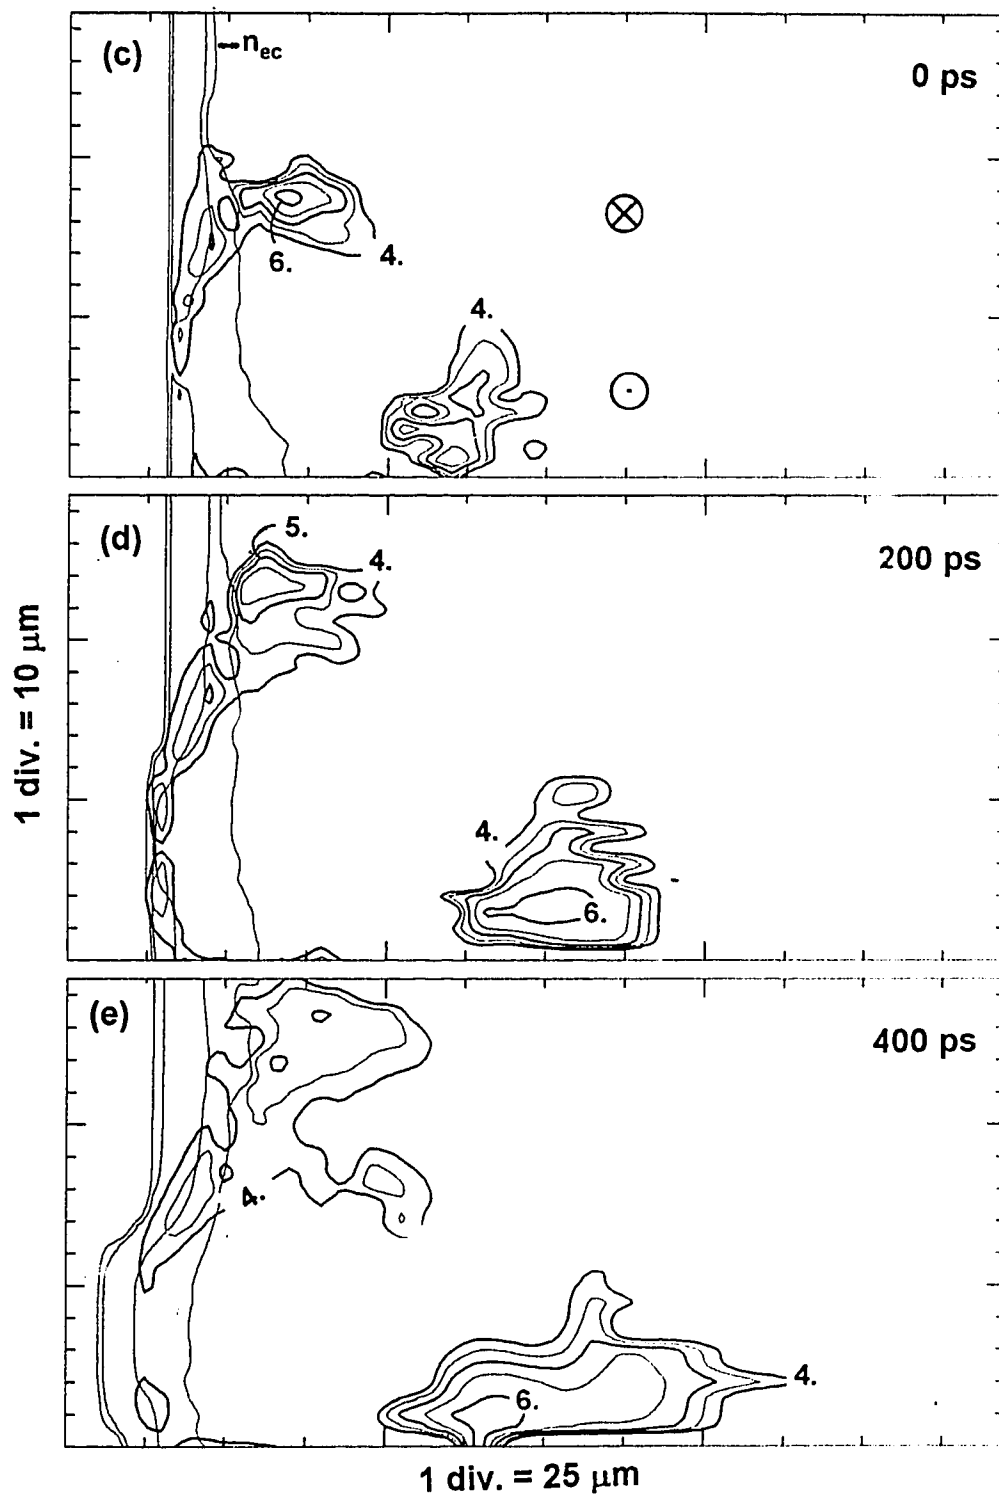 (c)
n_ec
0 ps
6.
4.
4.
(d)
5.
4.
200 ps
4.
6.
(e)
400 ps
4.
4.
6.
1 div. = 10 μm
1 div. = 25 μm